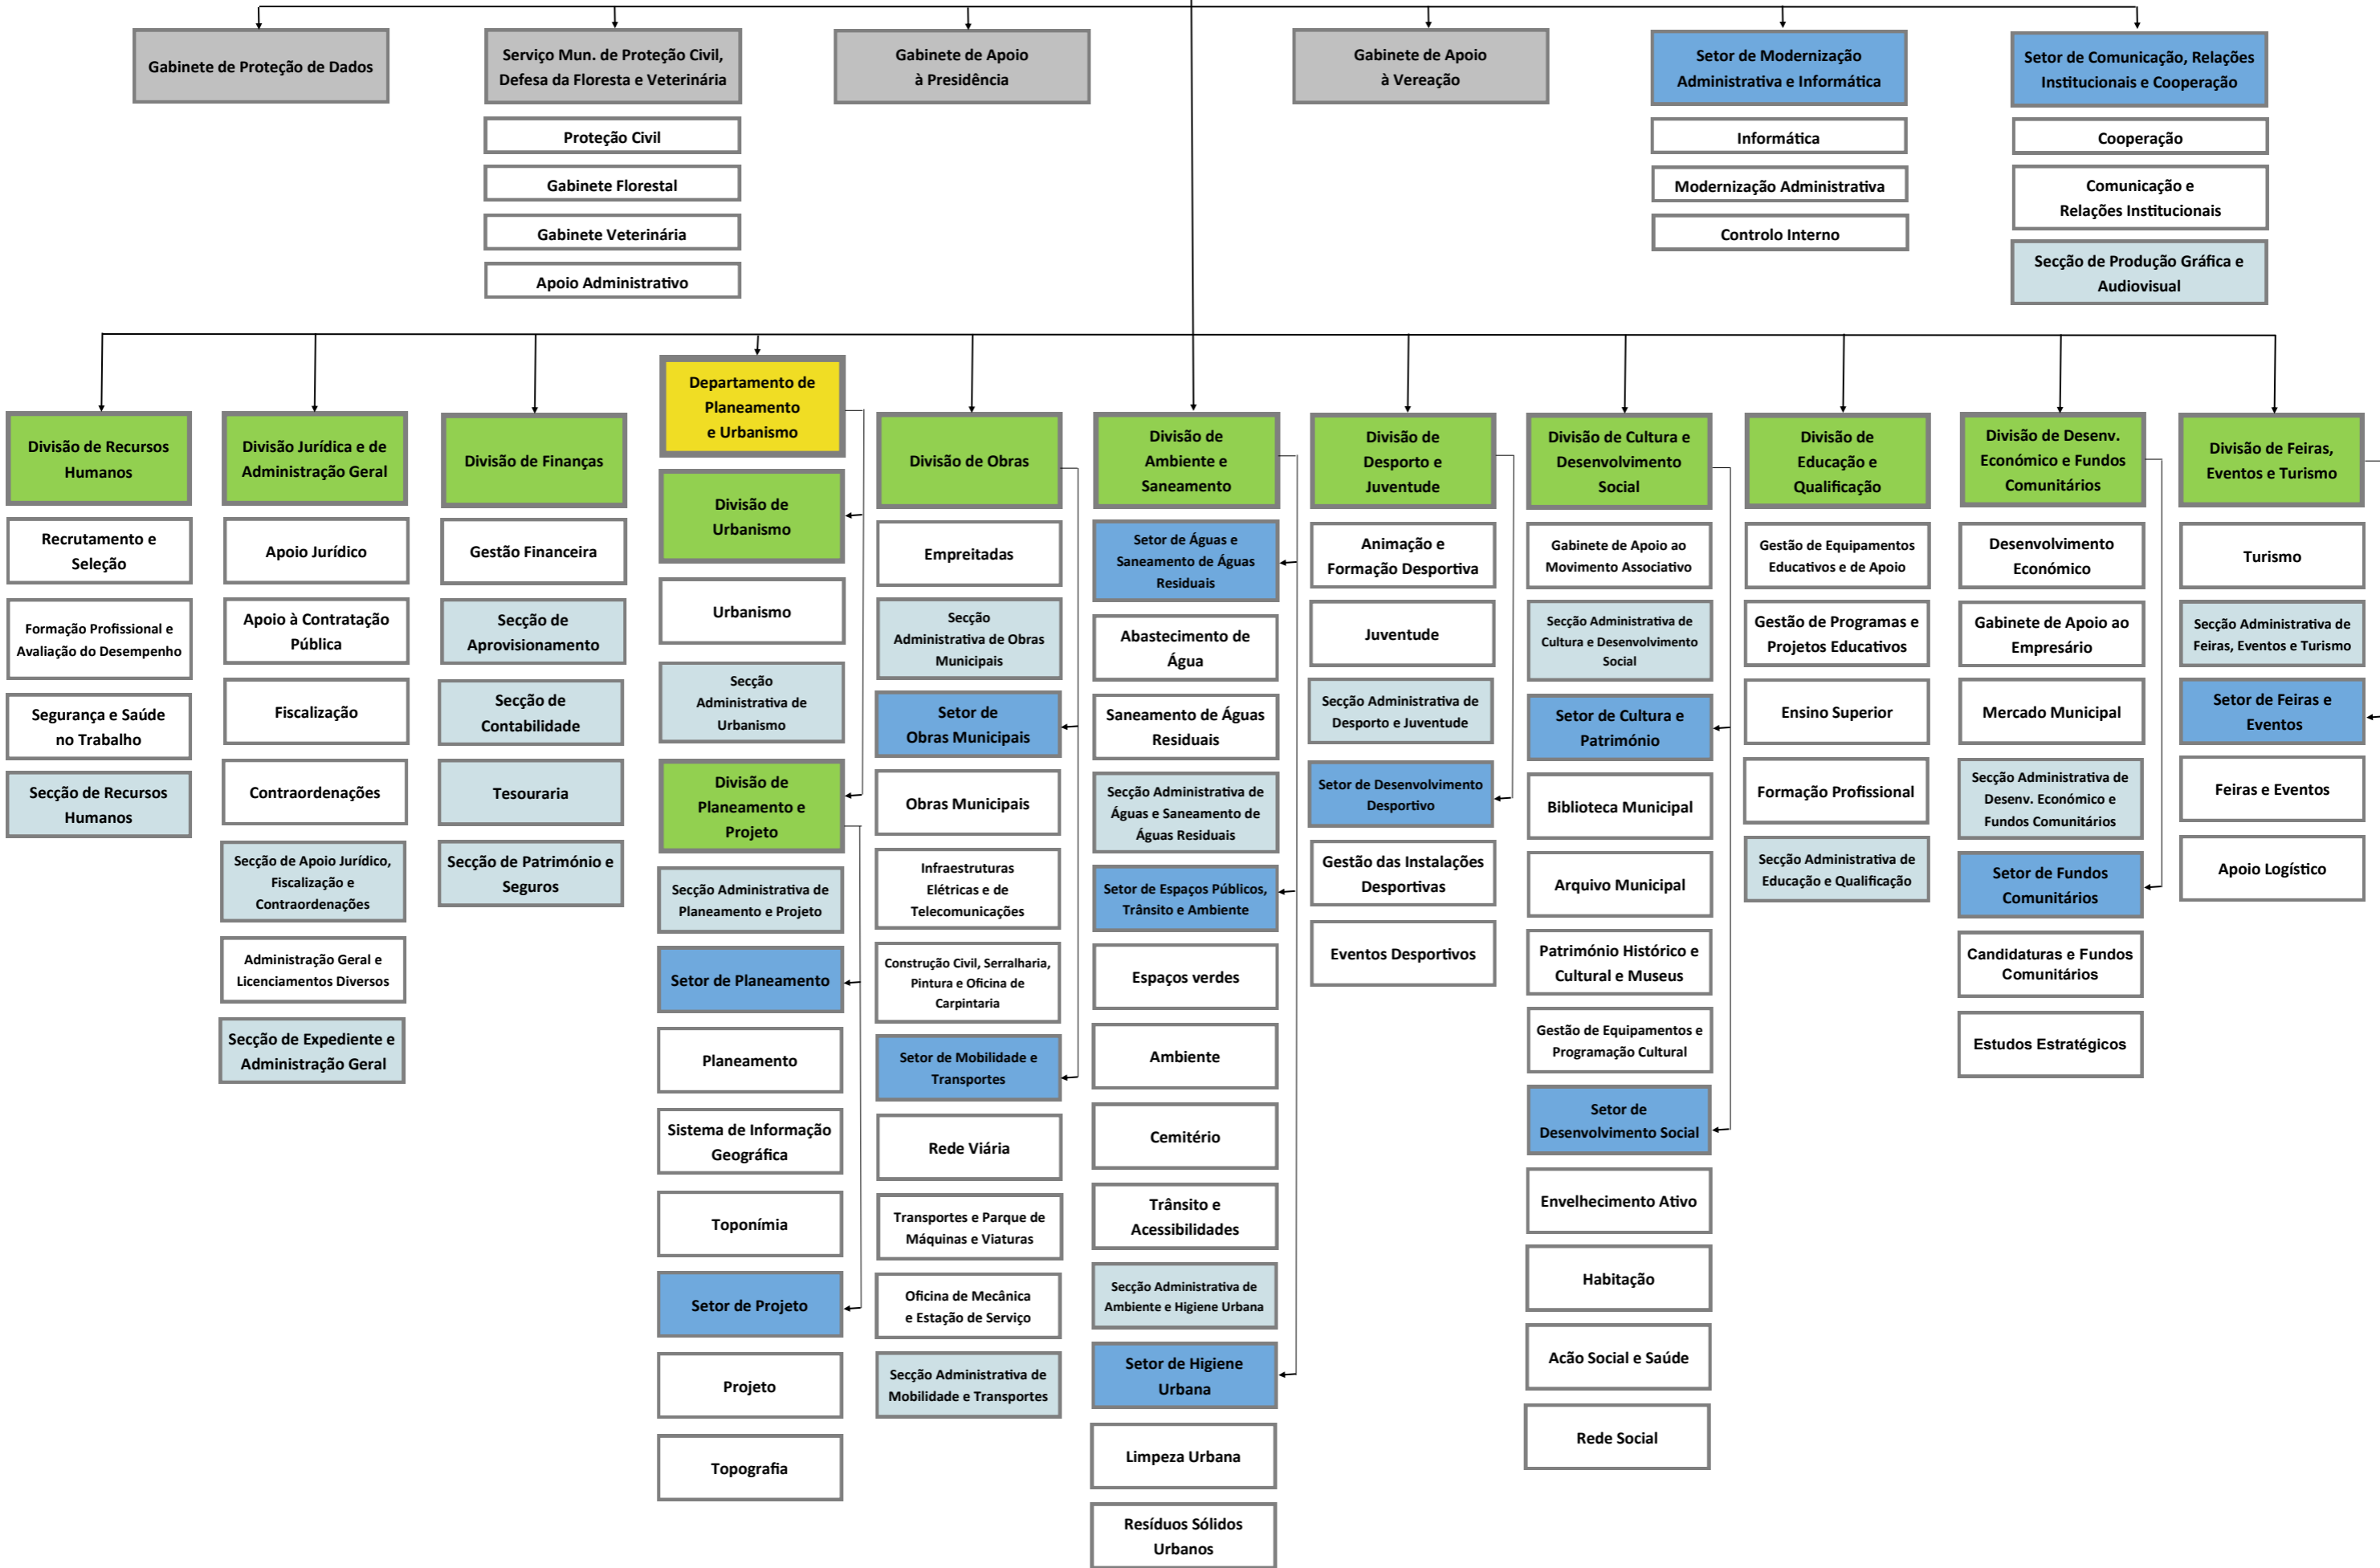 Gabinete de Proteção de Dados
Serviço Mun. de Proteção Civil,
Defesa da Floresta e Veterinária
Proteção Civil
Gabinete Florestal
Gabinete Veterinária
Apoio Administrativo
Gabinete de Apoio
à Presidência
Gabinete de Apoio
à Vereação
Setor de Modernização
Administrativa e Informática
Informática
Modernização Administrativa
Controlo Interno
Setor de Comunicação, Relações
Institucionais e Cooperação
Cooperação
Comunicação e
Relações Institucionais
Secção de Produção Gráfica e
Audiovisual
Divisão de Recursos
Humanos
Recrutamento e
Seleção
Formação Profissional e
Avaliação do Desempenho
Segurança e Saúde
no Trabalho
Secção de Recursos
Humanos
Divisão Jurídica e de
Administração Geral
Apoio Jurídico
Apoio à Contratação
Pública
Fiscalização
Contraordenações
Secção de Apoio Jurídico,
Fiscalização e
Contraordenações
Administração Geral e
Licenciamentos Diversos
Secção de Expediente e
Administração Geral
Divisão de Finanças
Gestão Financeira
Secção de
Aprovisionamento
Secção de
Contabilidade
Tesouraria
Secção de Património e
Seguros
Departamento de
Planeamento
e Urbanismo
Divisão de
Urbanismo
Urbanismo
Secção
Administrativa de
Urbanismo
Divisão de
Planeamento e
Projeto
Secção Administrativa de
Planeamento e Projeto
Setor de Planeamento
Planeamento
Sistema de Informação
Geográfica
Toponímia
Setor de Projeto
Projeto
Topografia
Divisão de Obras
Empreitadas
Secção
Administrativa de Obras
Municipais
Setor de
Obras Municipais
Obras Municipais
Infraestruturas
Elétricas e de
Telecomunicações
Construção Civil, Serralharia,
Pintura e Oficina de
Carpintaria
Setor de Mobilidade e
Transportes
Rede Viária
Transportes e Parque de
Máquinas e Viaturas
Oficina de Mecânica
e Estação de Serviço
Secção Administrativa de
Mobilidade e Transportes
Divisão de
Ambiente e
Saneamento
Setor de Águas e
Saneamento de Águas
Residuais
Abastecimento de
Água
Saneamento de Águas
Residuais
Secção Administrativa de
Águas e Saneamento de
Águas Residuais
Setor de Espaços Públicos,
Trânsito e Ambiente
Espaços verdes
Ambiente
Cemitério
Trânsito e
Acessibilidades
Secção Administrativa de
Ambiente e Higiene Urbana
Setor de Higiene
Urbana
Limpeza Urbana
Resíduos Sólidos
Urbanos
Divisão de
Desporto e
Juventude
Animação e
Formação Desportiva
Juventude
Secção Administrativa de
Desporto e Juventude
Setor de Desenvolvimento
Desportivo
Gestão das Instalações
Desportivas
Eventos Desportivos
Divisão de Cultura e
Desenvolvimento
Social
Gabinete de Apoio ao
Movimento Associativo
Secção Administrativa de
Cultura e Desenvolvimento
Social
Setor de Cultura e
Património
Biblioteca Municipal
Arquivo Municipal
Património Histórico e
Cultural e Museus
Gestão de Equipamentos e
Programação Cultural
Setor de
Desenvolvimento Social
Envelhecimento Ativo
Habitação
Acão Social e Saúde
Rede Social
Divisão de
Educação e
Qualificação
Gestão de Equipamentos
Educativos e de Apoio
Gestão de Programas e
Projetos Educativos
Ensino Superior
Formação Profissional
Secção Administrativa de
Educação e Qualificação
Divisão de Desenv.
Económico e Fundos
Comunitários
Desenvolvimento
Económico
Gabinete de Apoio ao
Empresário
Mercado Municipal
Secção Administrativa de
Desenv. Económico e
Fundos Comunitários
Setor de Fundos
Comunitários
Candidaturas e Fundos
Comunitários
Estudos Estratégicos
Divisão de Feiras,
Eventos e Turismo
Turismo
Secção Administrativa de
Feiras, Eventos e Turismo
Setor de Feiras e
Eventos
Feiras e Eventos
Apoio Logístico